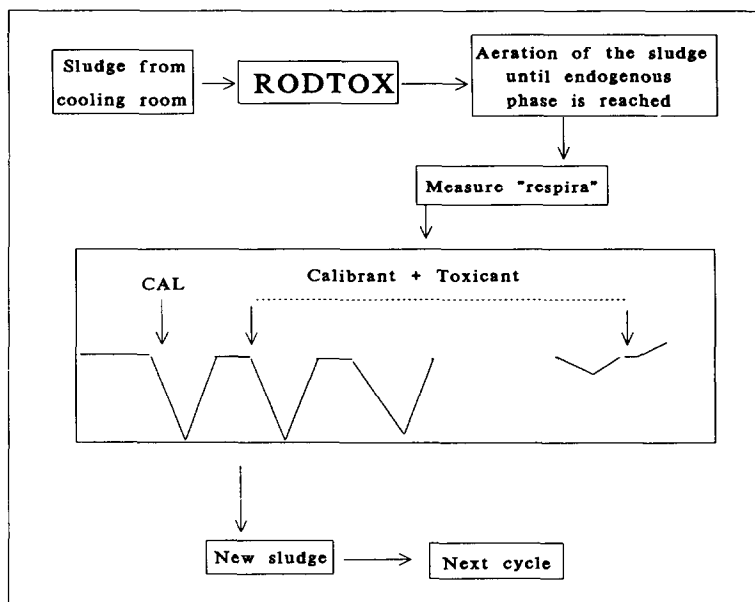 Sludge from
cooling room
RODTOX
Aeration of the sludge
until endogenous
phase is reached
Measure "respira"
CAL
Calibrant + Toxicant
New sludge
Next cycle